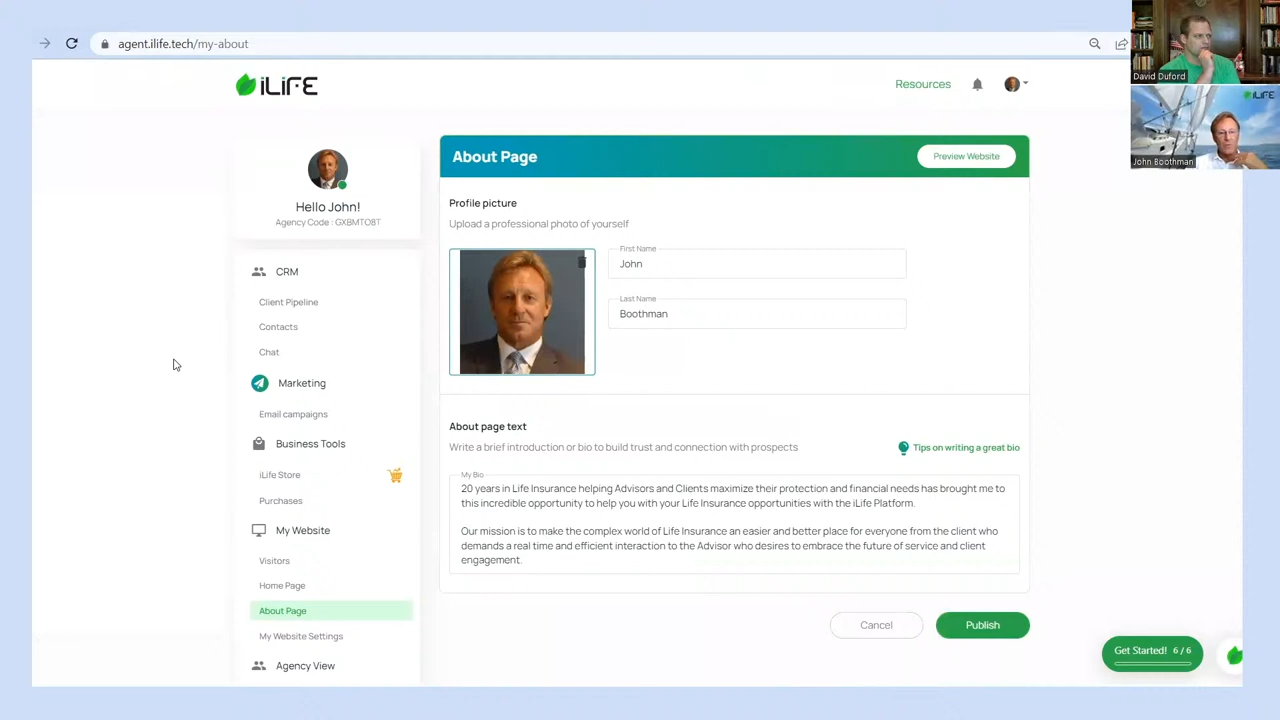 agent.ilife.tech/my-about
David Duford
iLiFE
John Boothman
iLiFE
Resources
Hello John!
Agency Code : GXBMTO8T
CRM
Client Pipeline
Contacts
Chat
Marketing
Email campaigns
Business Tools
iLife Store
Purchases
My Website
Visitors
Home Page
About Page
My Website Settings
Agency View
About Page
Preview Website
Profile picture
Upload a professional photo of yourself
First Name
John
Last Name
Boothman
About page text
Write a brief introduction or bio to build trust and connection with prospects
Tips on writing a great bio
My Bio
20 years in Life Insurance helping Advisors and Clients maximize their protection and financial needs has brought me to
this incredible opportunity to help you with your Life Insurance opportunities with the iLife Platform.
Our mission is to make the complex world of Life Insurance an easier and better place for everyone from the client who
demands a real time and efficient interaction to the Advisor who desires to embrace the future of service and client
engagement.
Cancel
Publish
Get Started! 6 / 6